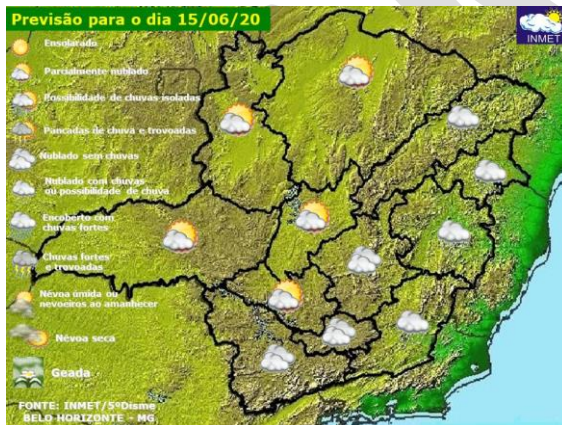 Previsão para o dia 15/06/20
INMET
Ensolarado
Parcialmente nublado
Possibilidade de chuvas isoladas
Pancadas de chuva e trovoadas
Nublado sem chuvas
Nublado com chuvas
ou possibilidade de chuva
Encoberto com
chuvas fortes
Chuvas fortes
e trovoadas
Névoa úmida ou
nevoeiros ao amanhecer
Névoa seca
Geada
FONTE: INMET/5ºDisme
BELO HORIZONTE - MG